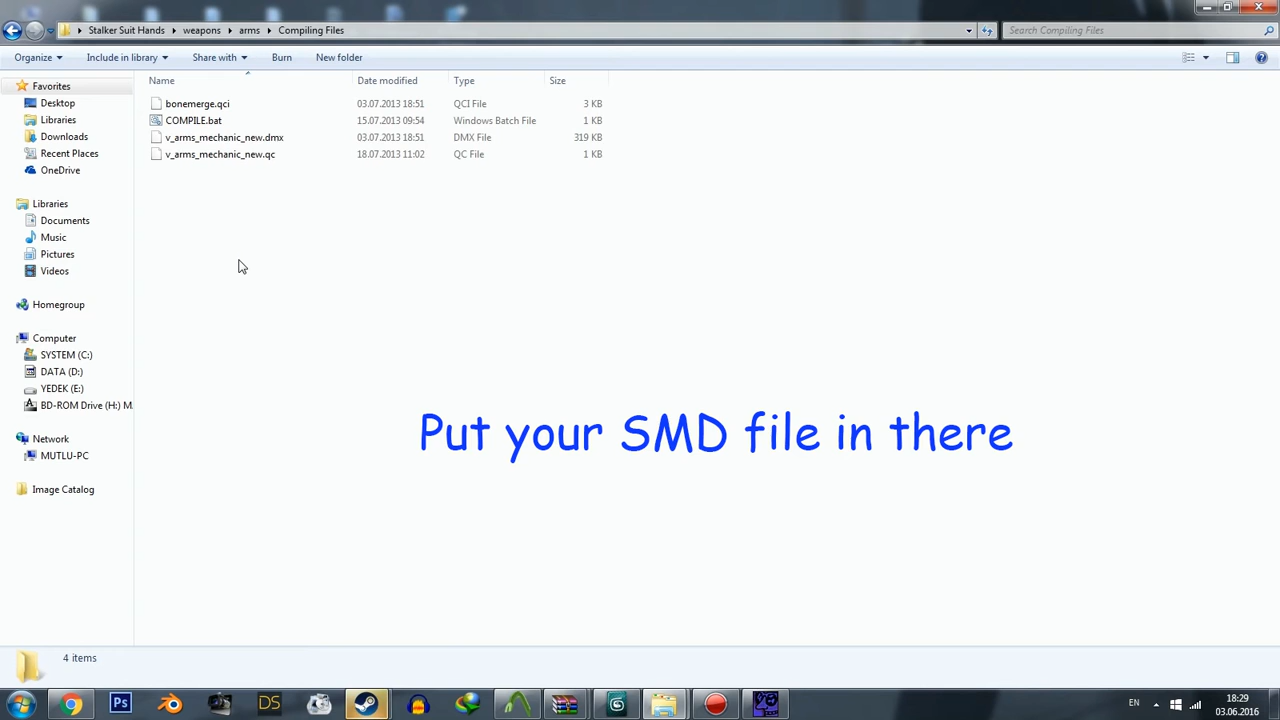 Stalker Suit Hands
weapons
arms
Compiling Files
Search Compiling Files
Organize
Include in library
Share with
Burn
New folder
Favorites
Desktop
Libraries
Downloads
Recent Places
OneDrive
Libraries
Documents
Music
Pictures
Videos
Homegroup
Computer
SYSTEM (C:)
DATA (D:)
YEDEK (E:)
BD-ROM Drive (H:) M
Network
MUTLU-PC
Image Catalog
Name Date modified Type Size
bonemerge.qci 03.07.2013 18:51 QCI File 3 KB
COMPILE.bat 15.07.2013 09:54 Windows Batch File 1 KB
v_arms_mechanic_new.dmx 03.07.2013 18:51 DMX File 319 KB
v_arms_mechanic_new.qc 18.07.2013 11:02 QC File 1 KB
Put your SMD file in there
4 items
Ps
DS
EN
18:29
03.06.2016